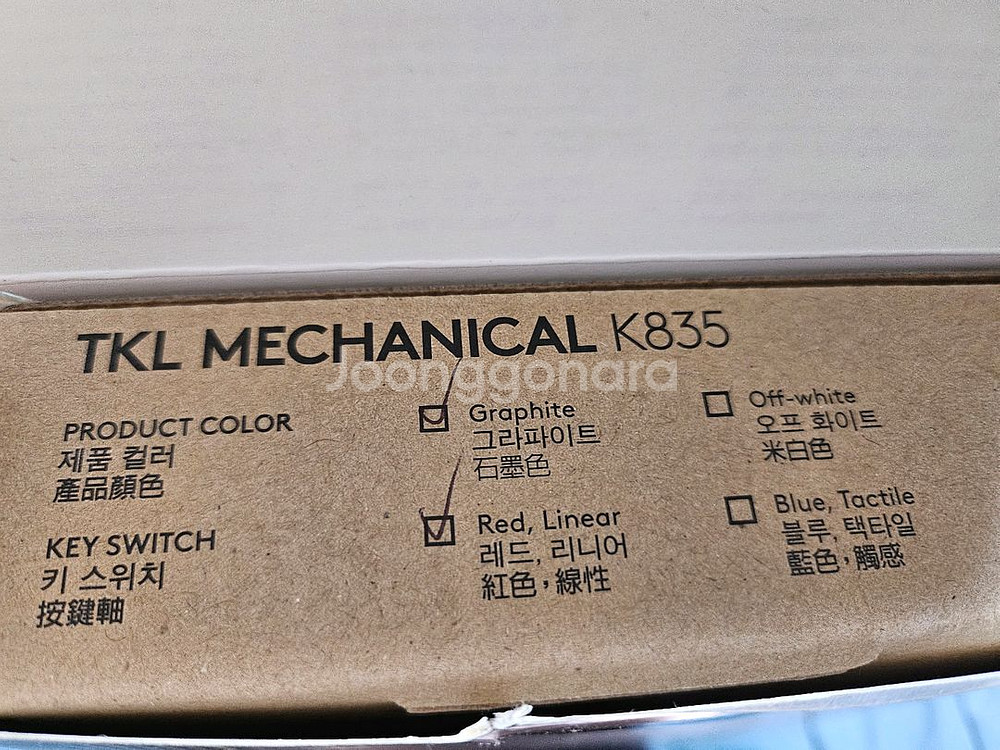 TKL MECHANICAL K835
Joonggonara
PRODUCT COLOR
제품 컬러
產品顏色
Graphite
그라파이트
石墨色
Off-white
오프 화이트
米白色
KEY SWITCH
키 스위치
按鍵軸
Red, Linear
레드, 리니어
紅色，線性
Blue, Tactile
블루, 택타일
藍色，觸感